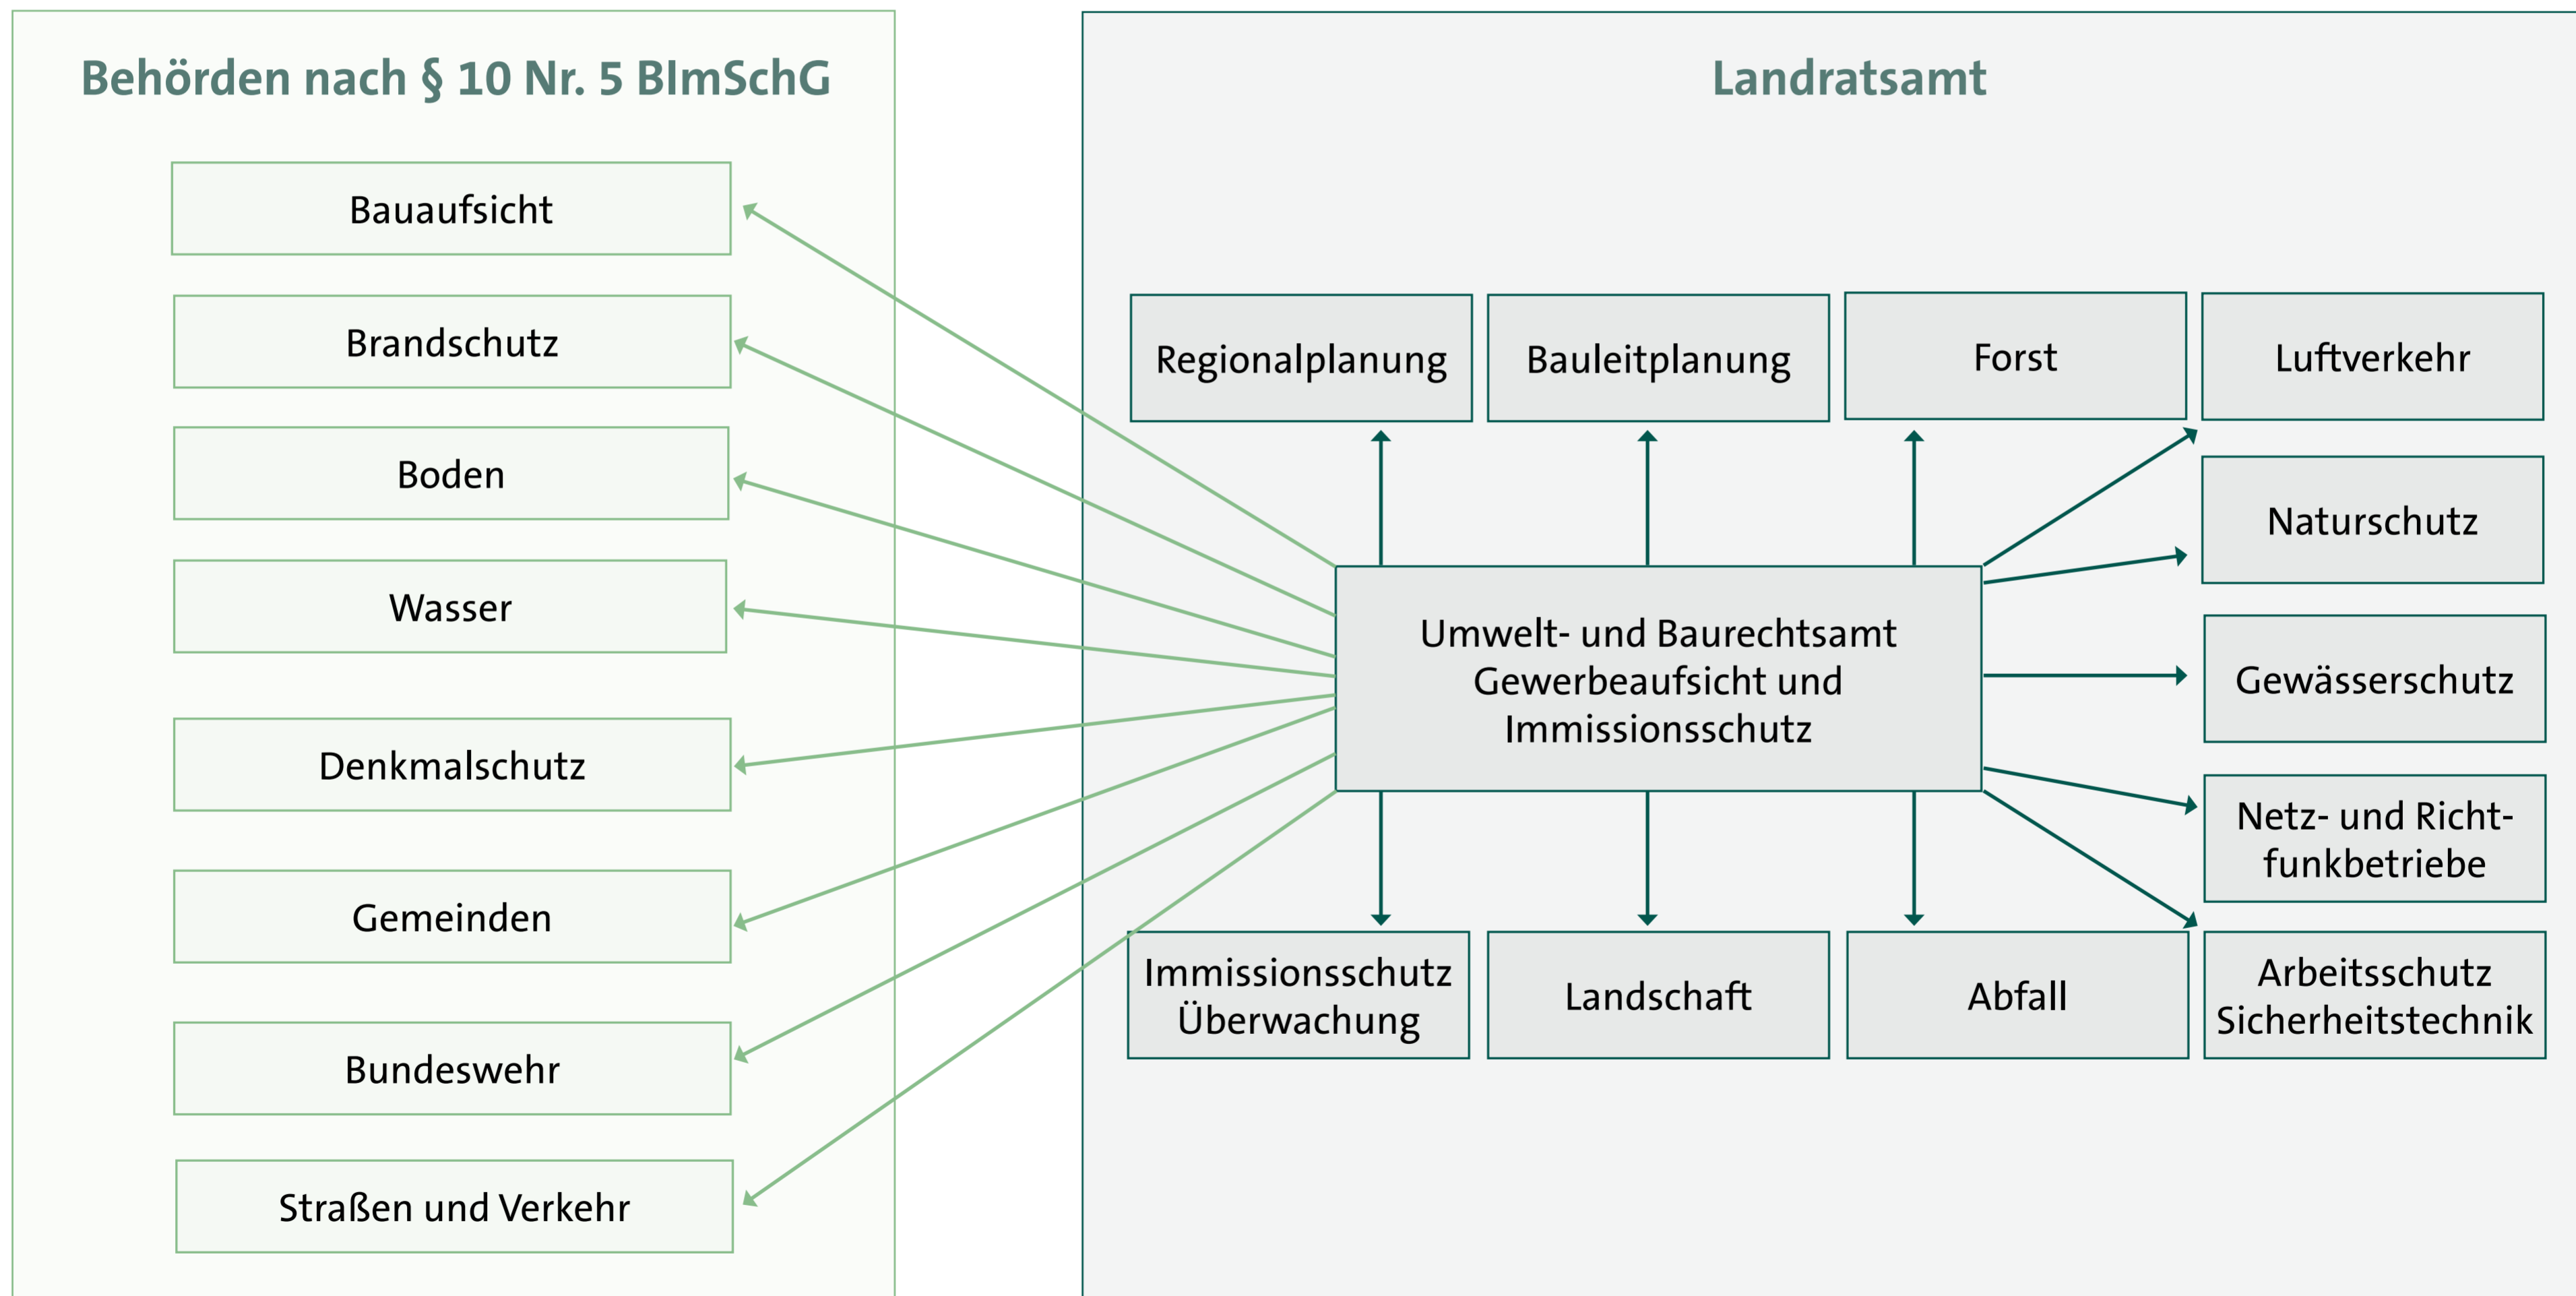 Behörden nach § 10 Nr. 5 BImSchG
Bauaufsicht
Brandschutz
Boden
Wasser
Denkmalschutz
Gemeinden
Bundeswehr
Straßen und Verkehr
Landratsamt
Regionalplanung
Bauleitplanung
Forst
Luftverkehr
Naturschutz
Umwelt- und Baurechtsamt
Gewerbeaufsicht und
Immissionsschutz
Gewässerschutz
Netz- und Richt-
funkbetriebe
Immissionsschutz
Überwachung
Landschaft
Abfall
Arbeitsschutz
Sicherheitstechnik